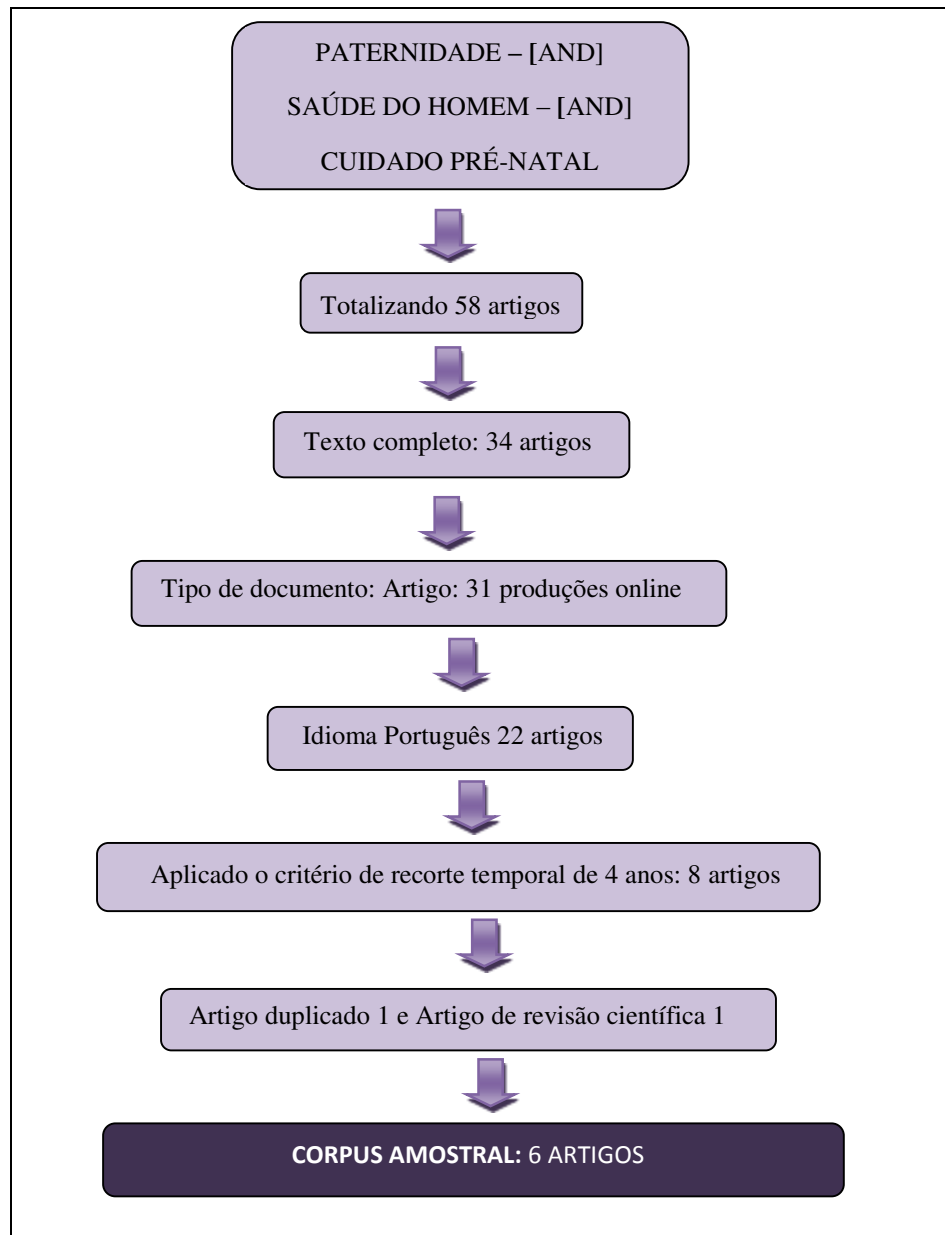 PATERNIDADE – [AND]
SAÚDE DO HOMEM – [AND]
CUIDADO PRÉ-NATAL
Totalizando 58 artigos
Texto completo: 34 artigos
Tipo de documento: Artigo: 31 produções online
Idioma Português 22 artigos
Aplicado o critério de recorte temporal de 4 anos: 8 artigos
Artigo duplicado 1 e Artigo de revisão científica 1
CORPUS AMOSTRAL: 6 ARTIGOS